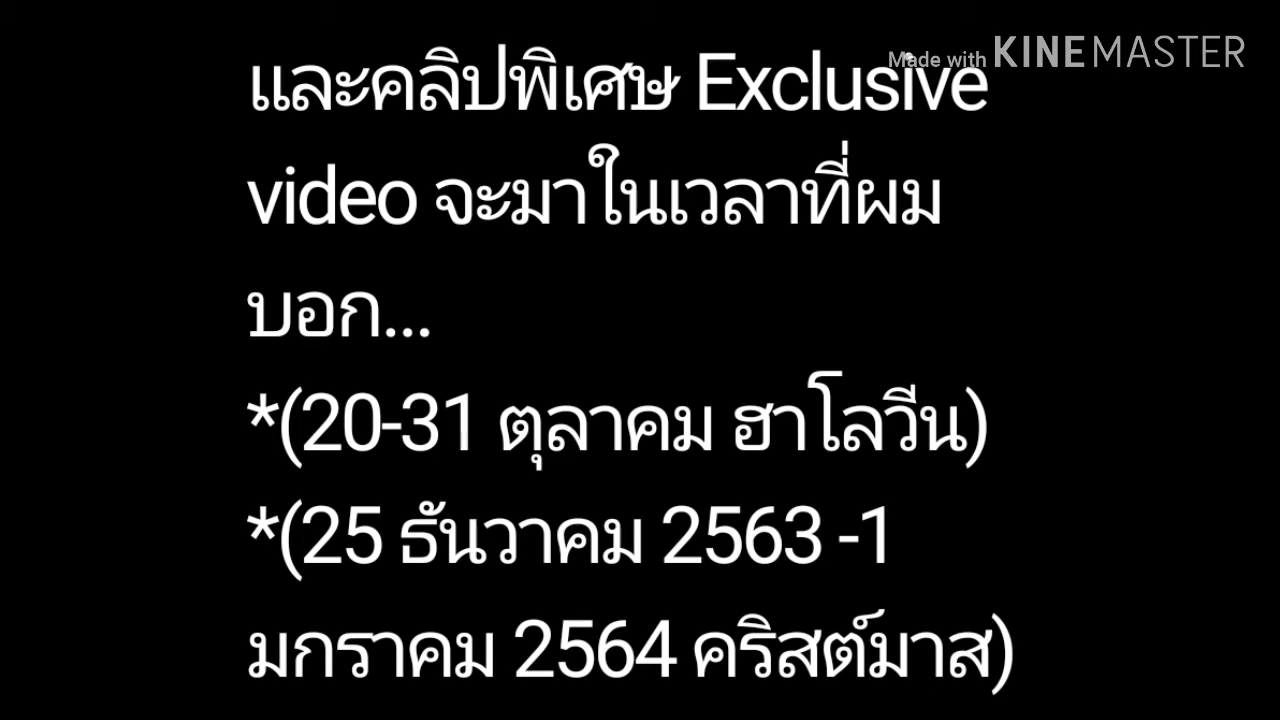 Made with KINEMASTER
และคลิปพิเศษ Exclusive
video จะมาในเวลาที่ผม
บอก...
*(20-31 ตุลาคม ฮาโลวีน)
*(25 ธันวาคม 2563 -1
มกราคม 2564 คริสต์มาส)